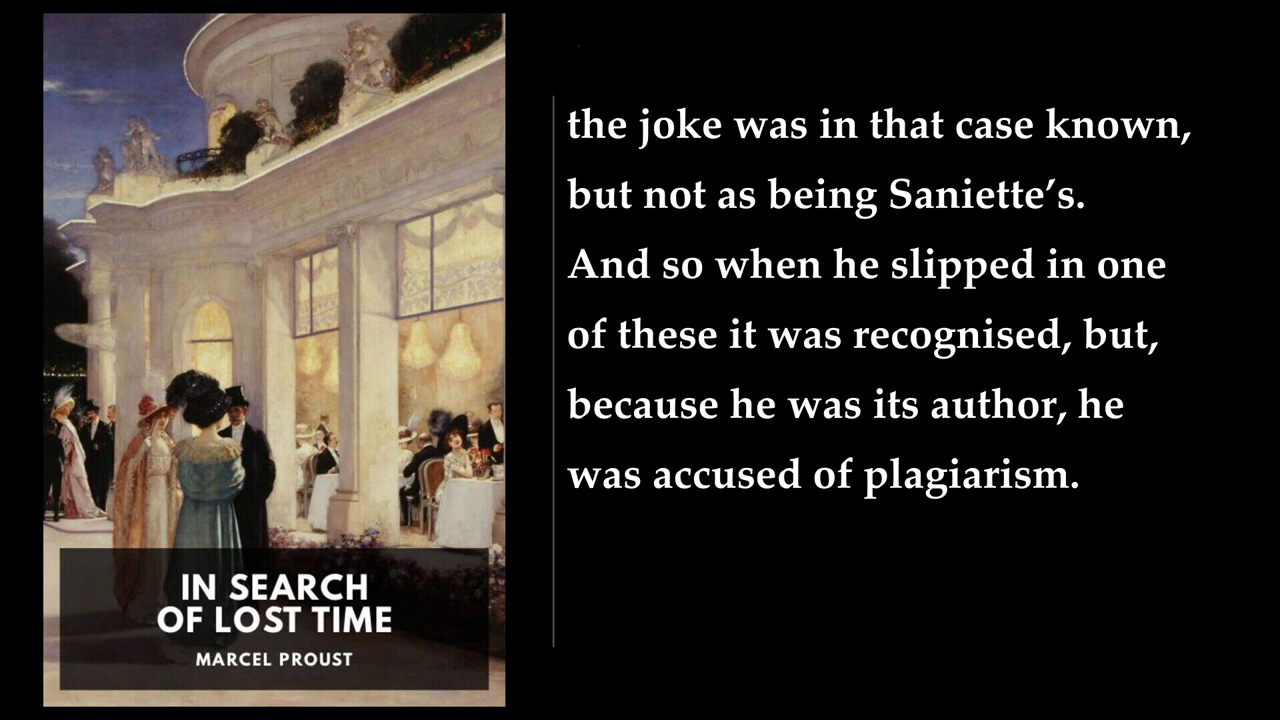 the joke was in that case known,
but not as being Saniette’s.
And so when he slipped in one
of these it was recognised, but,
because he was its author, he
was accused of plagiarism.
IN SEARCH
OF LOST TIME
MARCEL PROUST